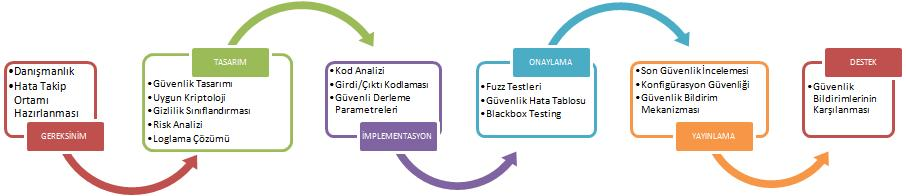 •Danışmanlık
•Hata Takip
Ortamı
Hazırlanması
GEREKSİNİM
TASARIM
•Güvenlik Tasarımı
•Uygun Kriptoloji
•Gizlilik Sınıflandırması
•Risk Analizi
•Loglama Çözümü
•Kod Analizi
•Girdi/Çıktı Kodlaması
•Güvenli Derleme
Parametreleri
İMPLEMENTASYON
ONAYLAMA
•Fuzz Testleri
•Güvenlik Hata Tablosu
•Blackbox Testing
•Son Güvenlik İncelemesi
•Konfigürasyon Güvenliği
•Güvenlik Bildirim
Mekanizması
YAYINLAMA
DESTEK
•Güvenlik
Bildirimlerinin
Karşılanması